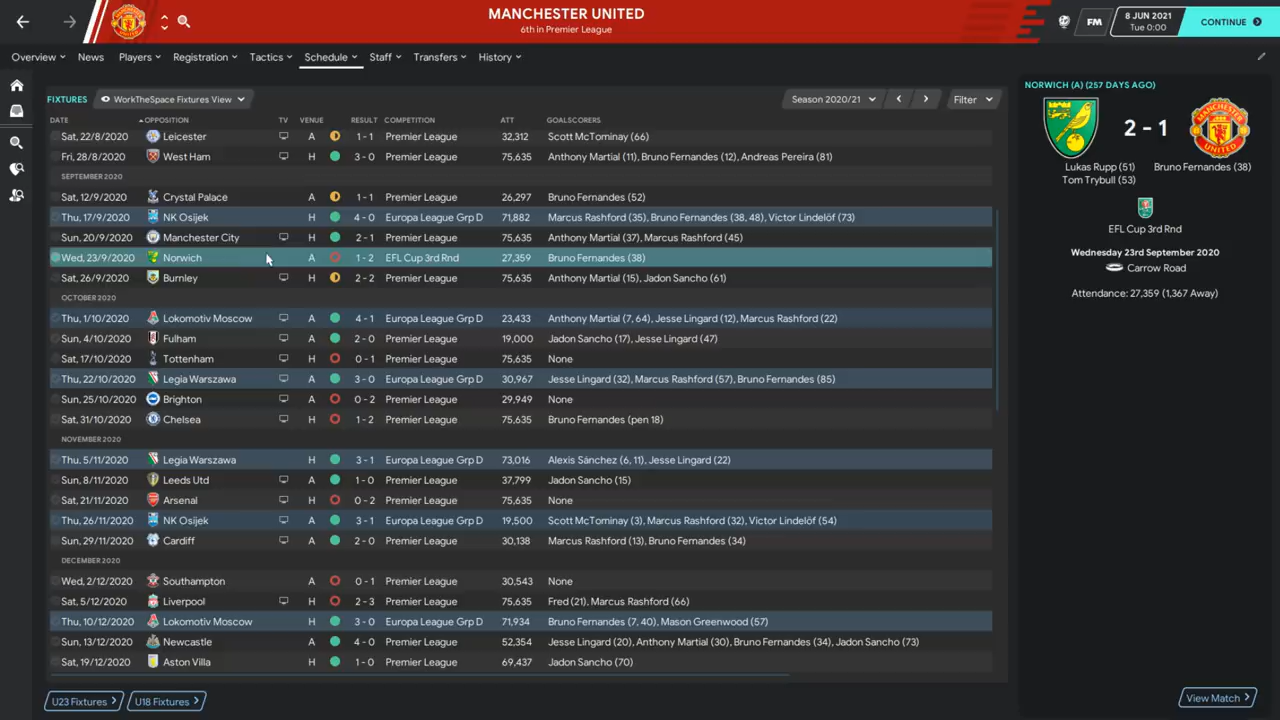 MANCHESTER UNITED
6th in Premier League
FM
8 JUN 2021
Tue 0:00
CONTINUE
Overview News Players Registration Tactics Schedule Staff Transfers History
FIXTURES WorkTheSpace Fixtures View Season 2020/21 Filter
DATE OPPOSITION TV VENUE RESULT COMPETITION ATT GOALSCORERS
Sat, 22/8/2020 Leicester A 1 - 1 Premier League 32,312 Scott McTominay (66)
Fri, 28/8/2020 West Ham H 3 - 0 Premier League 75,635 Anthony Martial (11), Bruno Fernandes (12), Andreas Pereira (81)
SEPTEMBER 2020
Sat, 12/9/2020 Crystal Palace A 1 - 1 Premier League 26,297 Bruno Fernandes (52)
Thu, 17/9/2020 NK Osijek H 4 - 0 Europa League Grp D 71,882 Marcus Rashford (35), Bruno Fernandes (38, 48), Victor Lindelöf (73)
Sun, 20/9/2020 Manchester City H 2 - 1 Premier League 75,635 Anthony Martial (37), Marcus Rashford (45)
Wed, 23/9/2020 Norwich A 1 - 2 EFL Cup 3rd Rnd 27,359 Bruno Fernandes (38)
Sat, 26/9/2020 Burnley H 2 - 2 Premier League 75,635 Anthony Martial (15), Jadon Sancho (61)
OCTOBER 2020
Thu, 1/10/2020 Lokomotiv Moscow A 4 - 1 Europa League Grp D 23,433 Anthony Martial (7, 64), Jesse Lingard (12), Marcus Rashford (22)
Sun, 4/10/2020 Fulham A 2 - 0 Premier League 19,000 Jadon Sancho (17), Jesse Lingard (47)
Sat, 17/10/2020 Tottenham H 0 - 1 Premier League 75,635 None
Thu, 22/10/2020 Legia Warszawa A 3 - 0 Europa League Grp D 30,967 Jesse Lingard (32), Marcus Rashford (57), Bruno Fernandes (85)
Sun, 25/10/2020 Brighton A 0 - 2 Premier League 29,949 None
Sat, 31/10/2020 Chelsea H 1 - 2 Premier League 75,635 Bruno Fernandes (pen 18)
NOVEMBER 2020
Thu, 5/11/2020 Legia Warszawa H 3 - 1 Europa League Grp D 73,016 Alexis Sánchez (6, 11), Jesse Lingard (22)
Sun, 8/11/2020 Leeds Utd A 1 - 0 Premier League 37,799 Jadon Sancho (15)
Sat, 21/11/2020 Arsenal H 0 - 2 Premier League 75,635 None
Thu, 26/11/2020 NK Osijek A 3 - 1 Europa League Grp D 19,500 Scott McTominay (3), Marcus Rashford (32), Victor Lindelöf (54)
Sun, 29/11/2020 Cardiff A 2 - 0 Premier League 30,138 Marcus Rashford (13), Bruno Fernandes (34)
DECEMBER 2020
Wed, 2/12/2020 Southampton A 0 - 1 Premier League 30,543 None
Sat, 5/12/2020 Liverpool H 2 - 3 Premier League 75,635 Fred (21), Marcus Rashford (66)
Thu, 10/12/2020 Lokomotiv Moscow H 3 - 0 Europa League Grp D 71,934 Bruno Fernandes (7, 40), Mason Greenwood (57)
Sun, 13/12/2020 Newcastle A 4 - 0 Premier League 52,354 Jesse Lingard (20), Anthony Martial (30), Bruno Fernandes (34), Jadon Sancho (73)
Sat, 19/12/2020 Aston Villa H 1 - 0 Premier League 69,437 Jadon Sancho (70)
U23 Fixtures U18 Fixtures
NORWICH (A) (257 DAYS AGO)
2 - 1
Lukas Rupp (51) Bruno Fernandes (38)
Tom Trybull (53)
EFL Cup 3rd Rnd
Wednesday 23rd September 2020
Carrow Road
Attendance: 27,359 (1,367 Away)
View Match